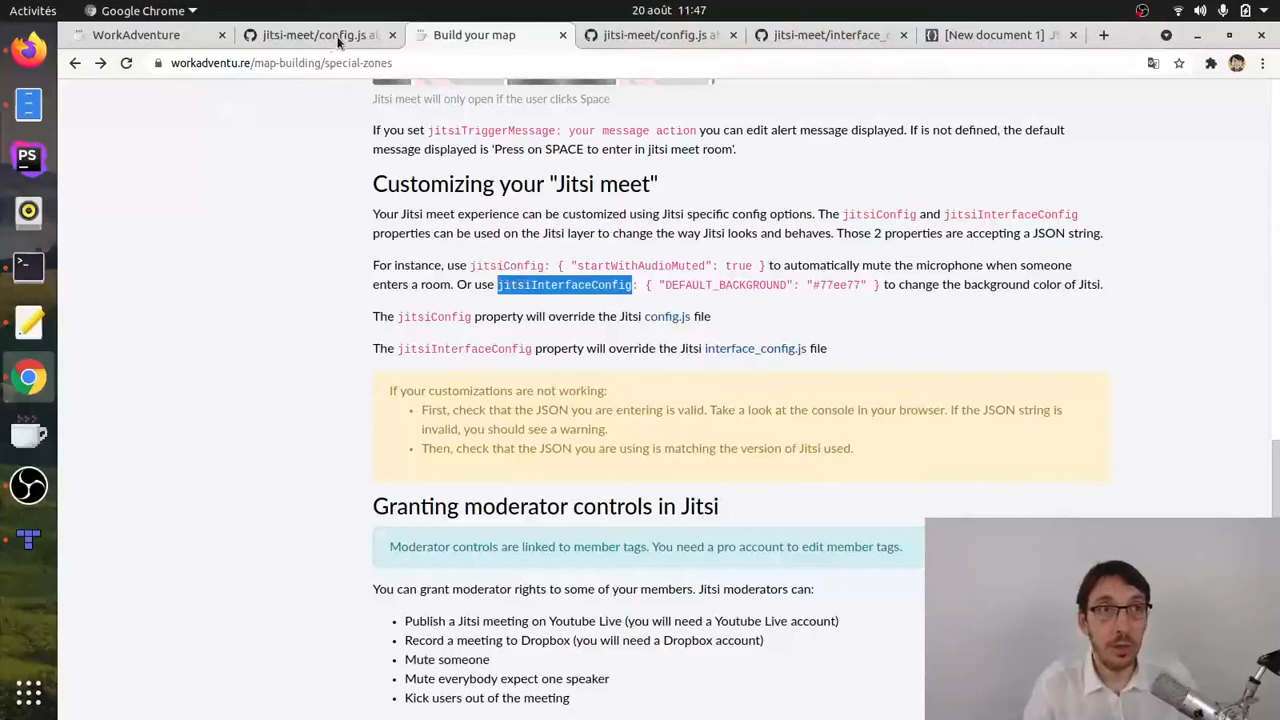 Activités
Google Chrome
20 août 11:47
WorkAdventure
jitsi-meet/config.js at
Build your map
jitsi-meet/config.js at
jitsi-meet/interface_c
[New document 1] J
workadventu.re/map-building/special-zones
Jitsi meet will only open if the user clicks Space
If you set jitsiTriggerMessage: your message action you can edit alert message displayed. If is not defined, the default
message displayed is 'Press on SPACE to enter in jitsi meet room'.
Customizing your "Jitsi meet"
Your Jitsi meet experience can be customized using Jitsi specific config options. The jitsiConfig and jitsiInterfaceConfig
properties can be used on the Jitsi layer to change the way Jitsi looks and behaves. Those 2 properties are accepting a JSON string.
For instance, use jitsiConfig: { "startWithAudioMuted": true } to automatically mute the microphone when someone
enters a room. Or use jitsiInterfaceConfig: { "DEFAULT_BACKGROUND": "#77ee77" } to change the background color of Jitsi.
The jitsiConfig property will override the Jitsi config.js file
The jitsiInterfaceConfig property will override the Jitsi interface_config.js file
If your customizations are not working:
• First, check that the JSON you are entering is valid. Take a look at the console in your browser. If the JSON string is
invalid, you should see a warning.
• Then, check that the JSON you are using is matching the version of Jitsi used.
Granting moderator controls in Jitsi
Moderator controls are linked to member tags. You need a pro account to edit member tags.
You can grant moderator rights to some of your members. Jitsi moderators can:
• Publish a Jitsi meeting on Youtube Live (you will need a Youtube Live account)
• Record a meeting to Dropbox (you will need a Dropbox account)
• Mute someone
• Mute everybody expect one speaker
• Kick users out of the meeting
PS